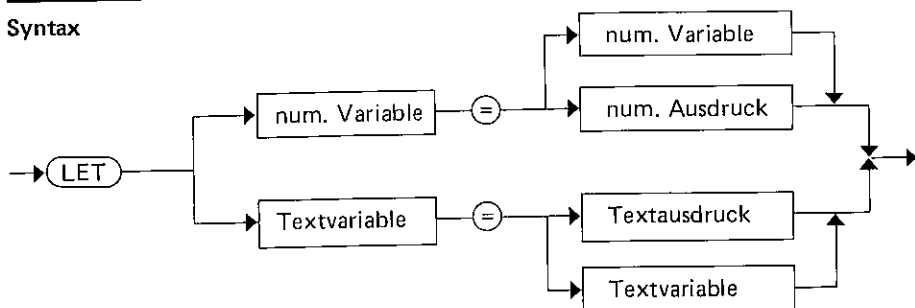 Syntax
num. Variable
num. Variable
=
num. Ausdruck
LET
Textvariable
=
Textausdruck
Textvariable